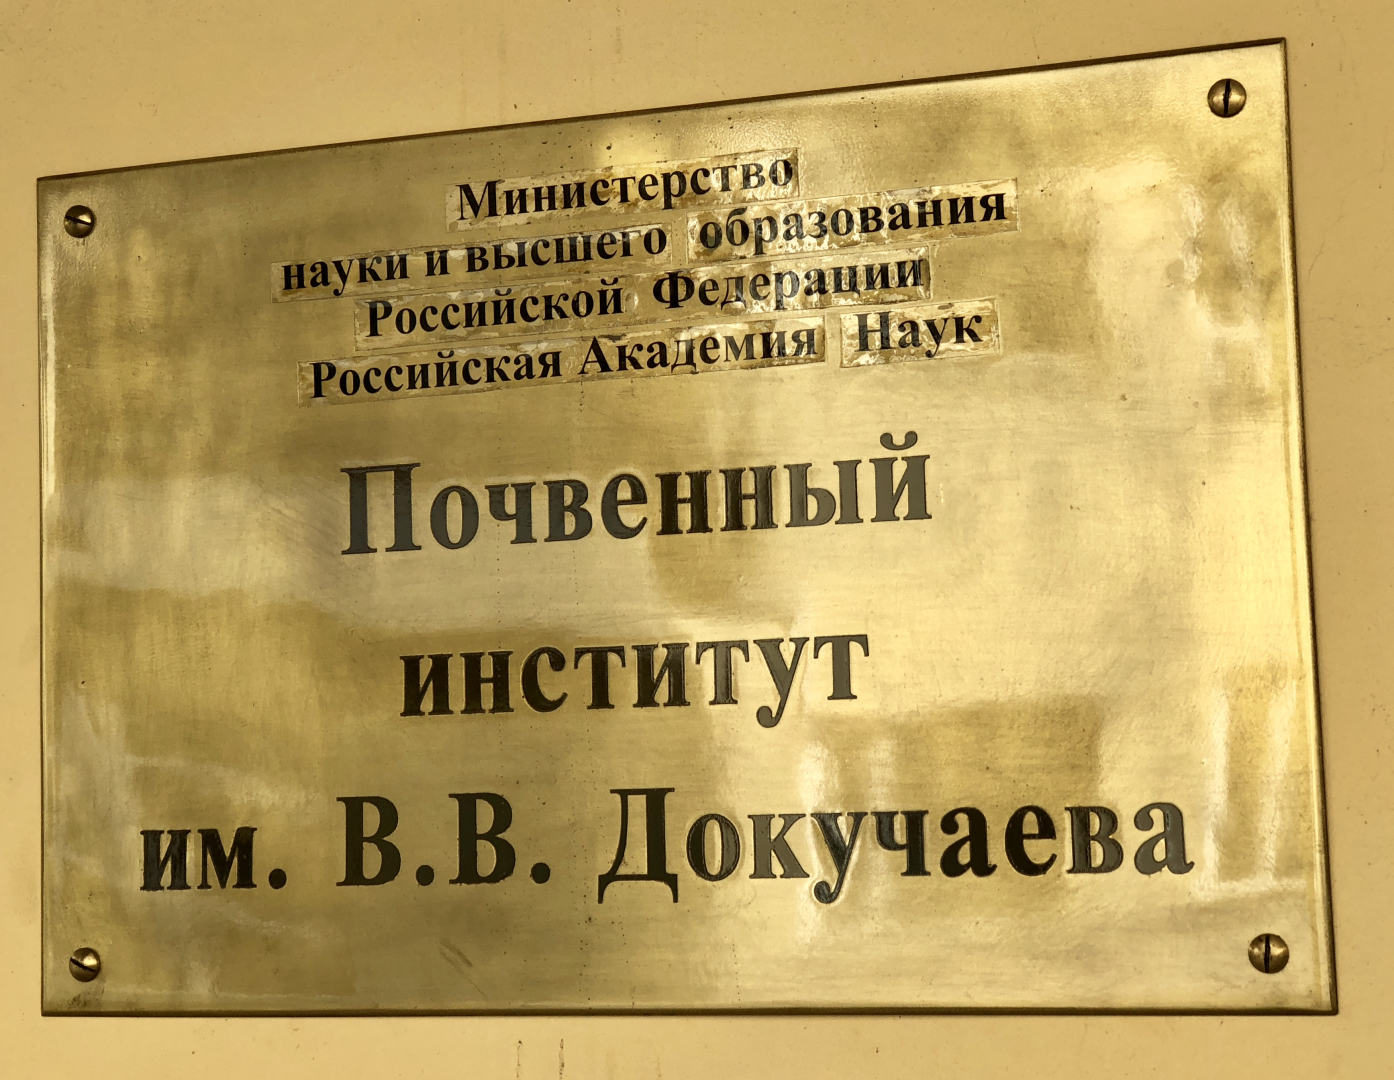 Министерство
науки и высшего образования
Российской Федерации
Российская Академия Наук
Почвенный
институт
им. В.В. Докучаева